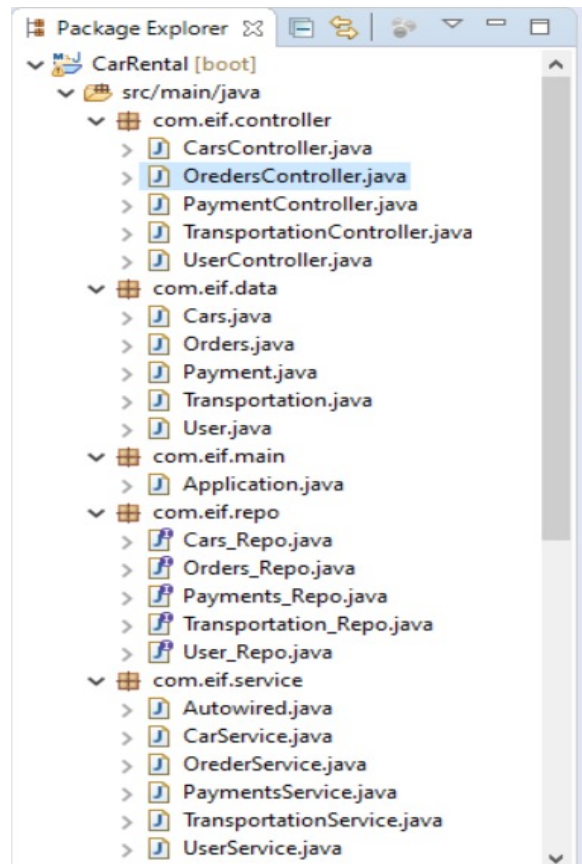 Package Explorer
CarRental [boot]
src/main/java
com.eif.controller
CarsController.java
OredersController.java
PaymentController.java
TransportationController.java
UserController.java
com.eif.data
Cars.java
Orders.java
Payment.java
Transportation.java
User.java
com.eif.main
Application.java
com.eif.repo
Cars_Repo.java
Orders_Repo.java
Payments_Repo.java
Transportation_Repo.java
User_Repo.java
com.eif.service
Autowired.java
CarService.java
OrederService.java
PaymentsService.java
TransportationService.java
UserService.java